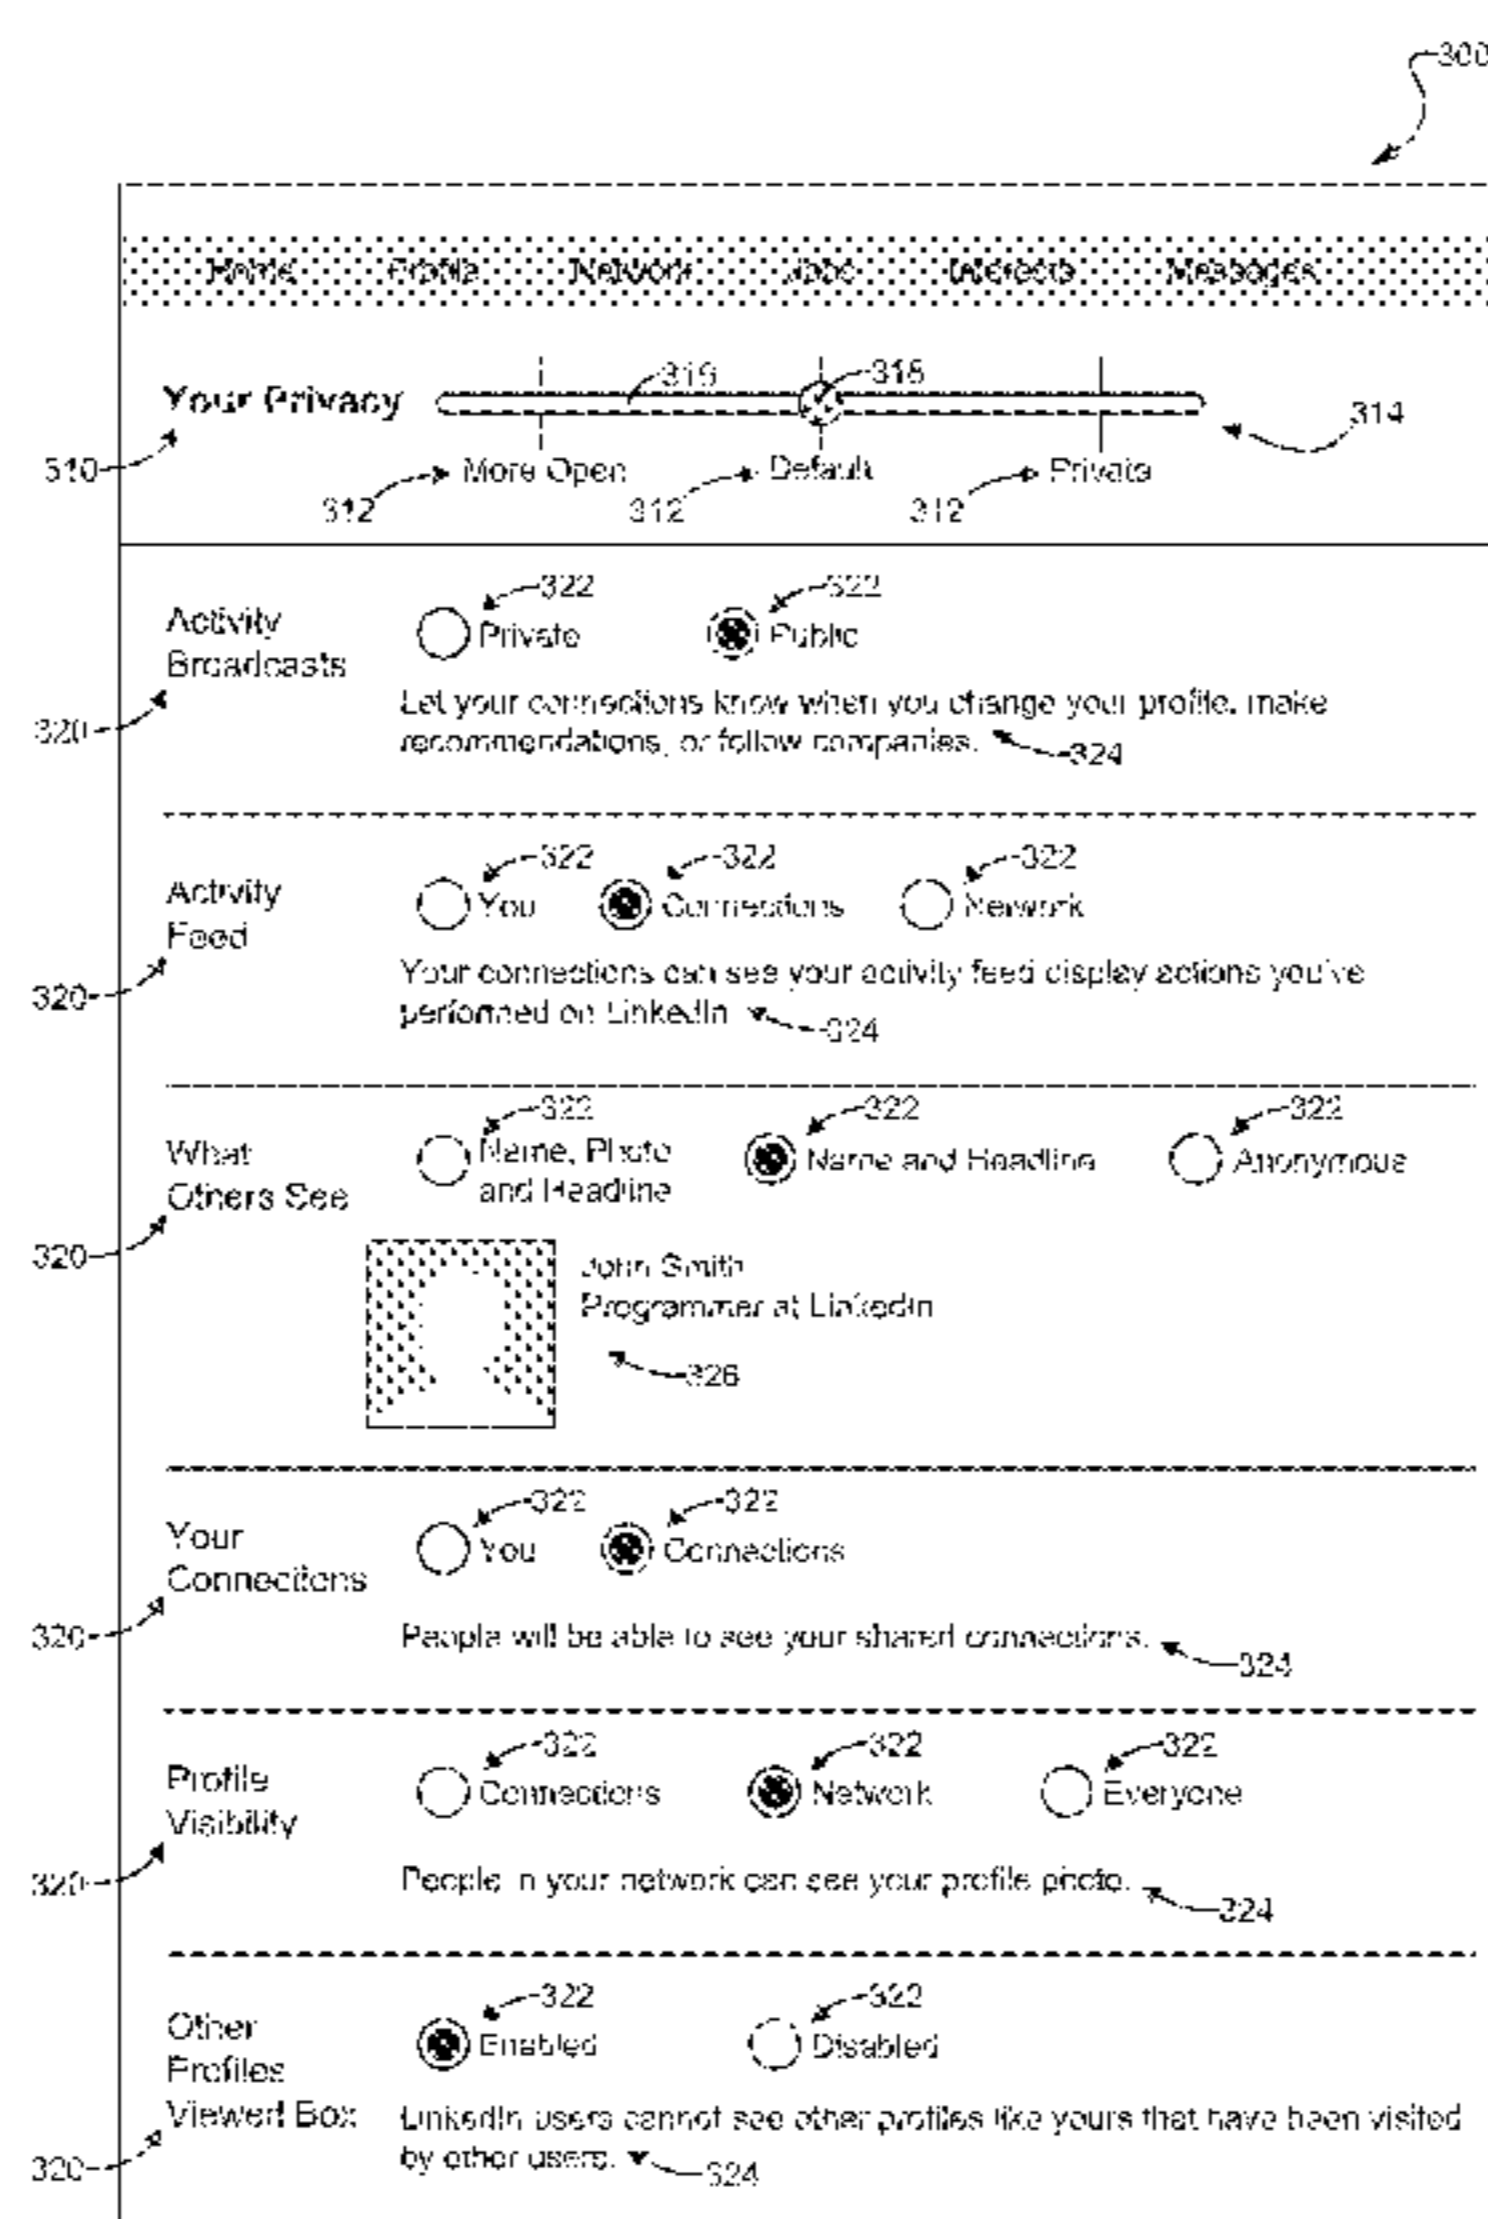 300
Home Profile Network Jobs Interests Messages
Your Privacy 316 318 314
310 More Open Default Private
312 312 312
322 322
Activity Broadcasts Private Public
320 Let your connections know when you change your profile, make
recommendations, or follow companies. 324
322 322 322
Activity Feed You Connections Network
320 Your connections can see your activity feed display actions you've
performed on LinkedIn 324
322 322 322
What Others See Name, Photo and Headline Name and Headline Anonymous
320 John Smith
Programmer at LinkedIn
326
322 322
Your Connections You Connections
320 People will be able to see your shared connections. 324
322 322 322
Profile Visibility Connections Network Everyone
320 People in your network can see your profile photo. 324
322 322
Other Profiles Viewed Box Enabled Disabled
LinkedIn users cannot see other profiles like yours that have been visited
320 by other users. 324